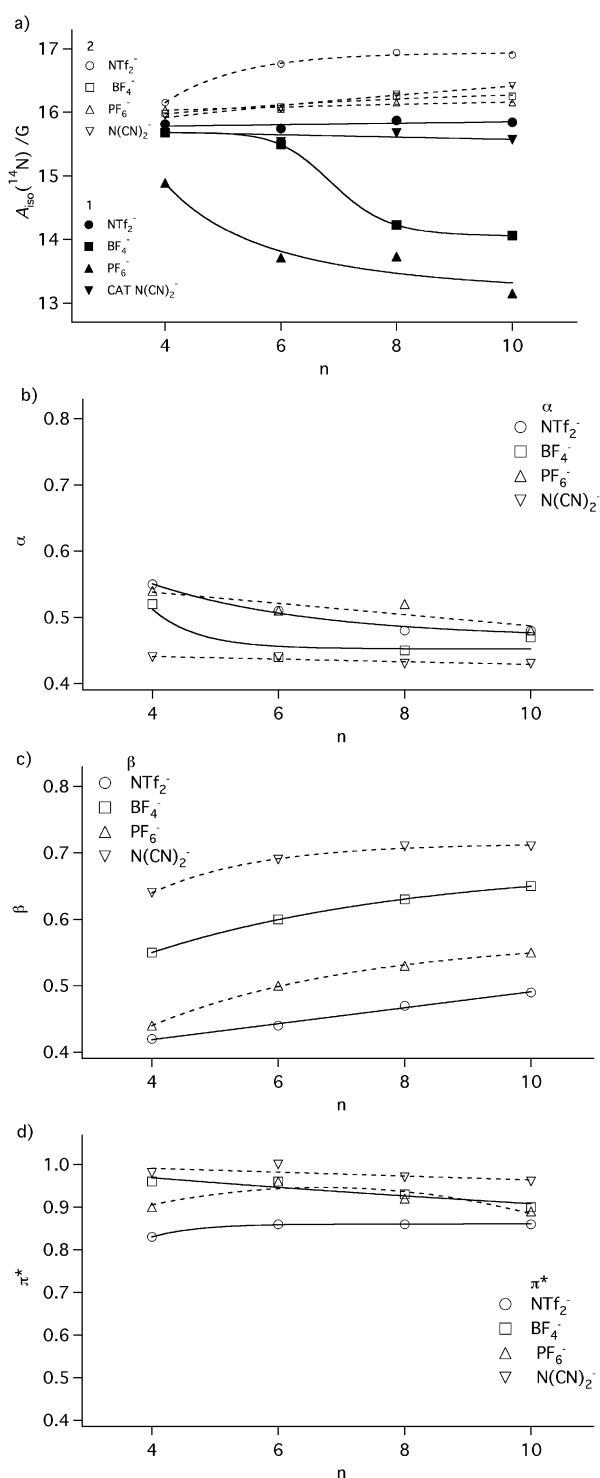 a)
17
16
15
14
13
A_iso(¹⁴N) /G
2
NTf₂⁻
BF₄⁻
PF₆⁻
N(CN)₂⁻
1
NTf₂⁻
BF₄⁻
PF₆⁻
CAT N(CN)₂⁻
4 6 8 10
n
b)
0.8
0.7
0.6
0.5
0.4
α
α
NTf₂⁻
BF₄⁻
PF₆⁻
N(CN)₂⁻
4 6 8 10
n
c)
0.8
0.7
0.6
0.5
0.4
β
β
NTf₂⁻
BF₄⁻
PF₆⁻
N(CN)₂⁻
4 6 8 10
n
d)
1.0
0.9
0.8
0.7
0.6
0.5
0.4
π*
π*
NTf₂⁻
BF₄⁻
PF₆⁻
N(CN)₂⁻
4 6 8 10
n